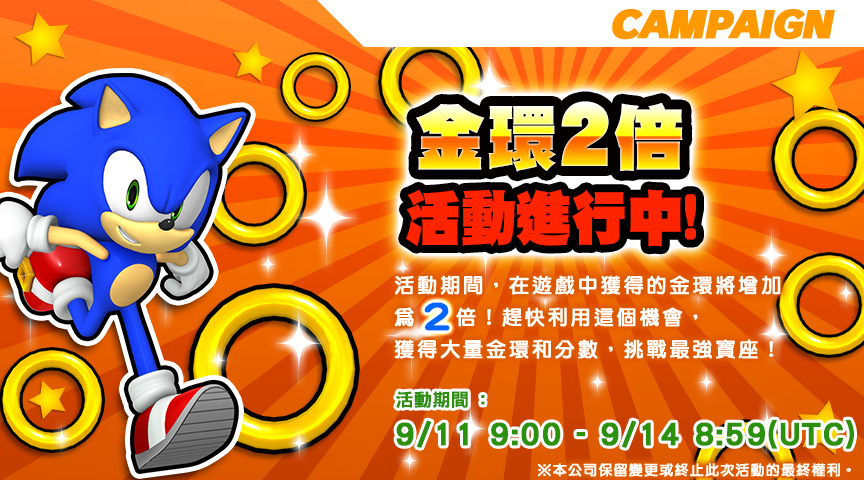 CAMPAIGN
金環2倍
活動進行中!
活動期間，在遊戲中獲得的金環將增加
為 2 倍！趕快利用這個機會，
獲得大量金環和分數，挑戰最強寶座！
活動期間：
9/11 9:00 - 9/14 8:59(UTC)
※本公司保留變更或終止此次活動的最終權利。